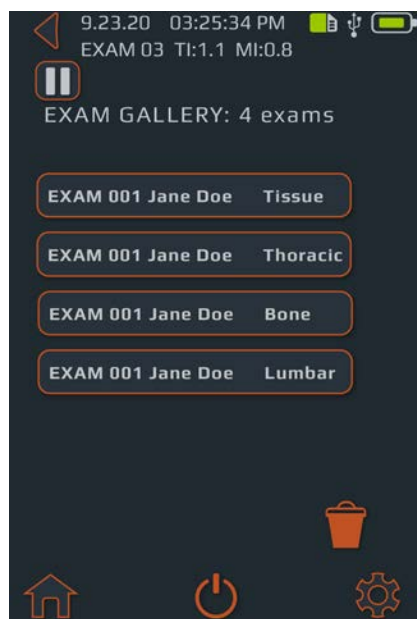 9.23.20 03:25:34 PM
EXAM 03 TI:1.1 MI:0.8
EXAM GALLERY: 4 exams
EXAM 001 Jane Doe Tissue
EXAM 001 Jane Doe Thoracic
EXAM 001 Jane Doe Bone
EXAM 001 Jane Doe Lumbar